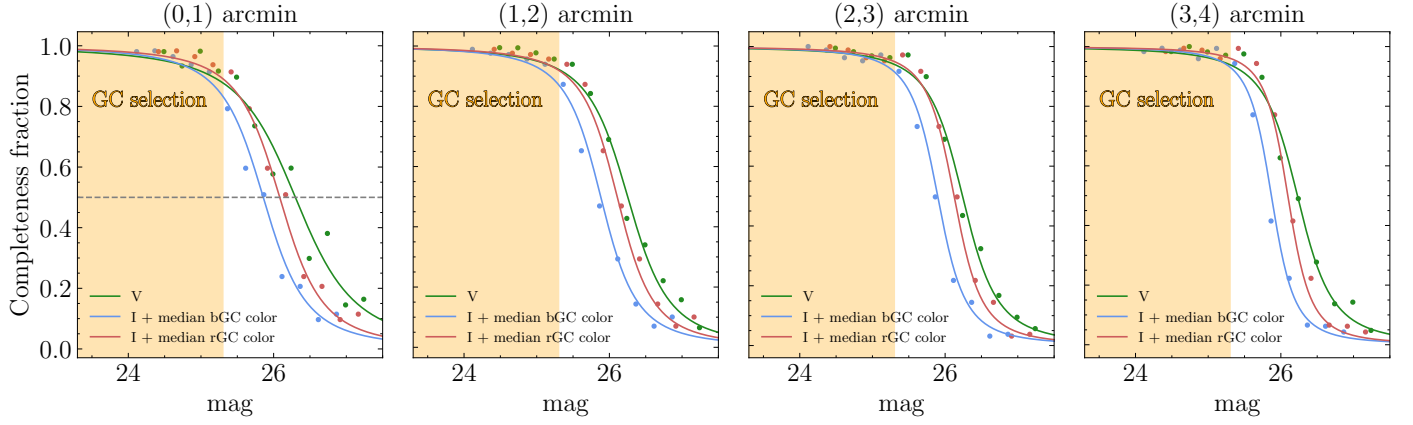 (0,1) arcmin
(1,2) arcmin
(2,3) arcmin
(3,4) arcmin
Completeness fraction
1.0
0.8
0.6
0.4
0.2
0.0
GC selection
V
I + median bGC color
I + median rGC color
24
26
mag
GC selection
V
I + median bGC color
I + median rGC color
24
26
mag
GC selection
V
I + median bGC color
I + median rGC color
24
26
mag
GC selection
V
I + median bGC color
I + median rGC color
24
26
mag